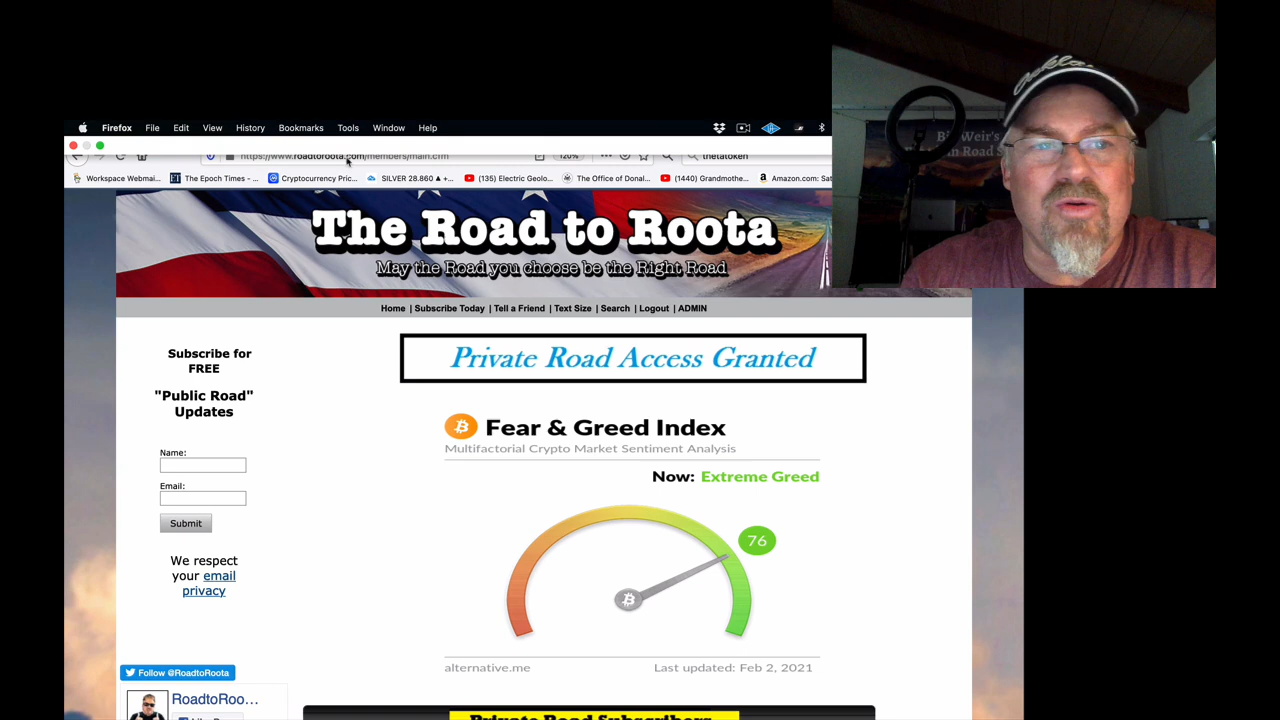 Firefox File Edit View History Bookmarks Tools Window Help
https://www.roadtoroota.com/members/main.cfm 120% thetatoken
Workspace Webmai... The Epoch Times - ... Cryptocurrency Pric... SILVER 28.860 ▲ +... (135) Electric Geolo... The Office of Donal... (1440) Grandmothe... Amazon.com: Sat
The Road to Roota
May the Road you choose be the Right Road
Home | Subscribe Today | Tell a Friend | Text Size | Search | Logout | ADMIN
Subscribe for
FREE
"Public Road"
Updates
Name:
Email:
Submit
We respect
your email
privacy
Follow @RoadtoRoota
RoadtoRoo...
Private Road Access Granted
Fear & Greed Index
Multifactorial Crypto Market Sentiment Analysis
Now: Extreme Greed
76
alternative.me Last updated: Feb 2, 2021
Private Road Subscribers